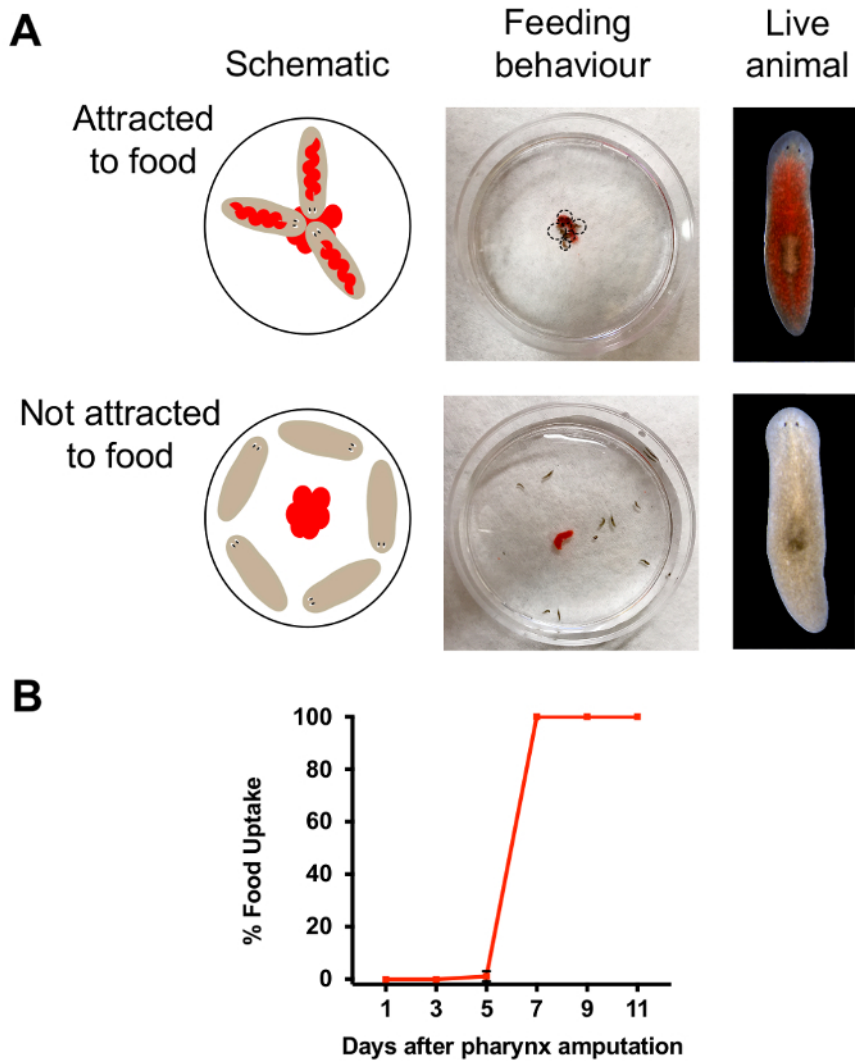 A
Schematic
Feeding
behaviour
Live
animal
Attracted
to food
Not attracted
to food
B
% Food Uptake
100
80
60
40
20
0
1 3 5 7 9 11
Days after pharynx amputation